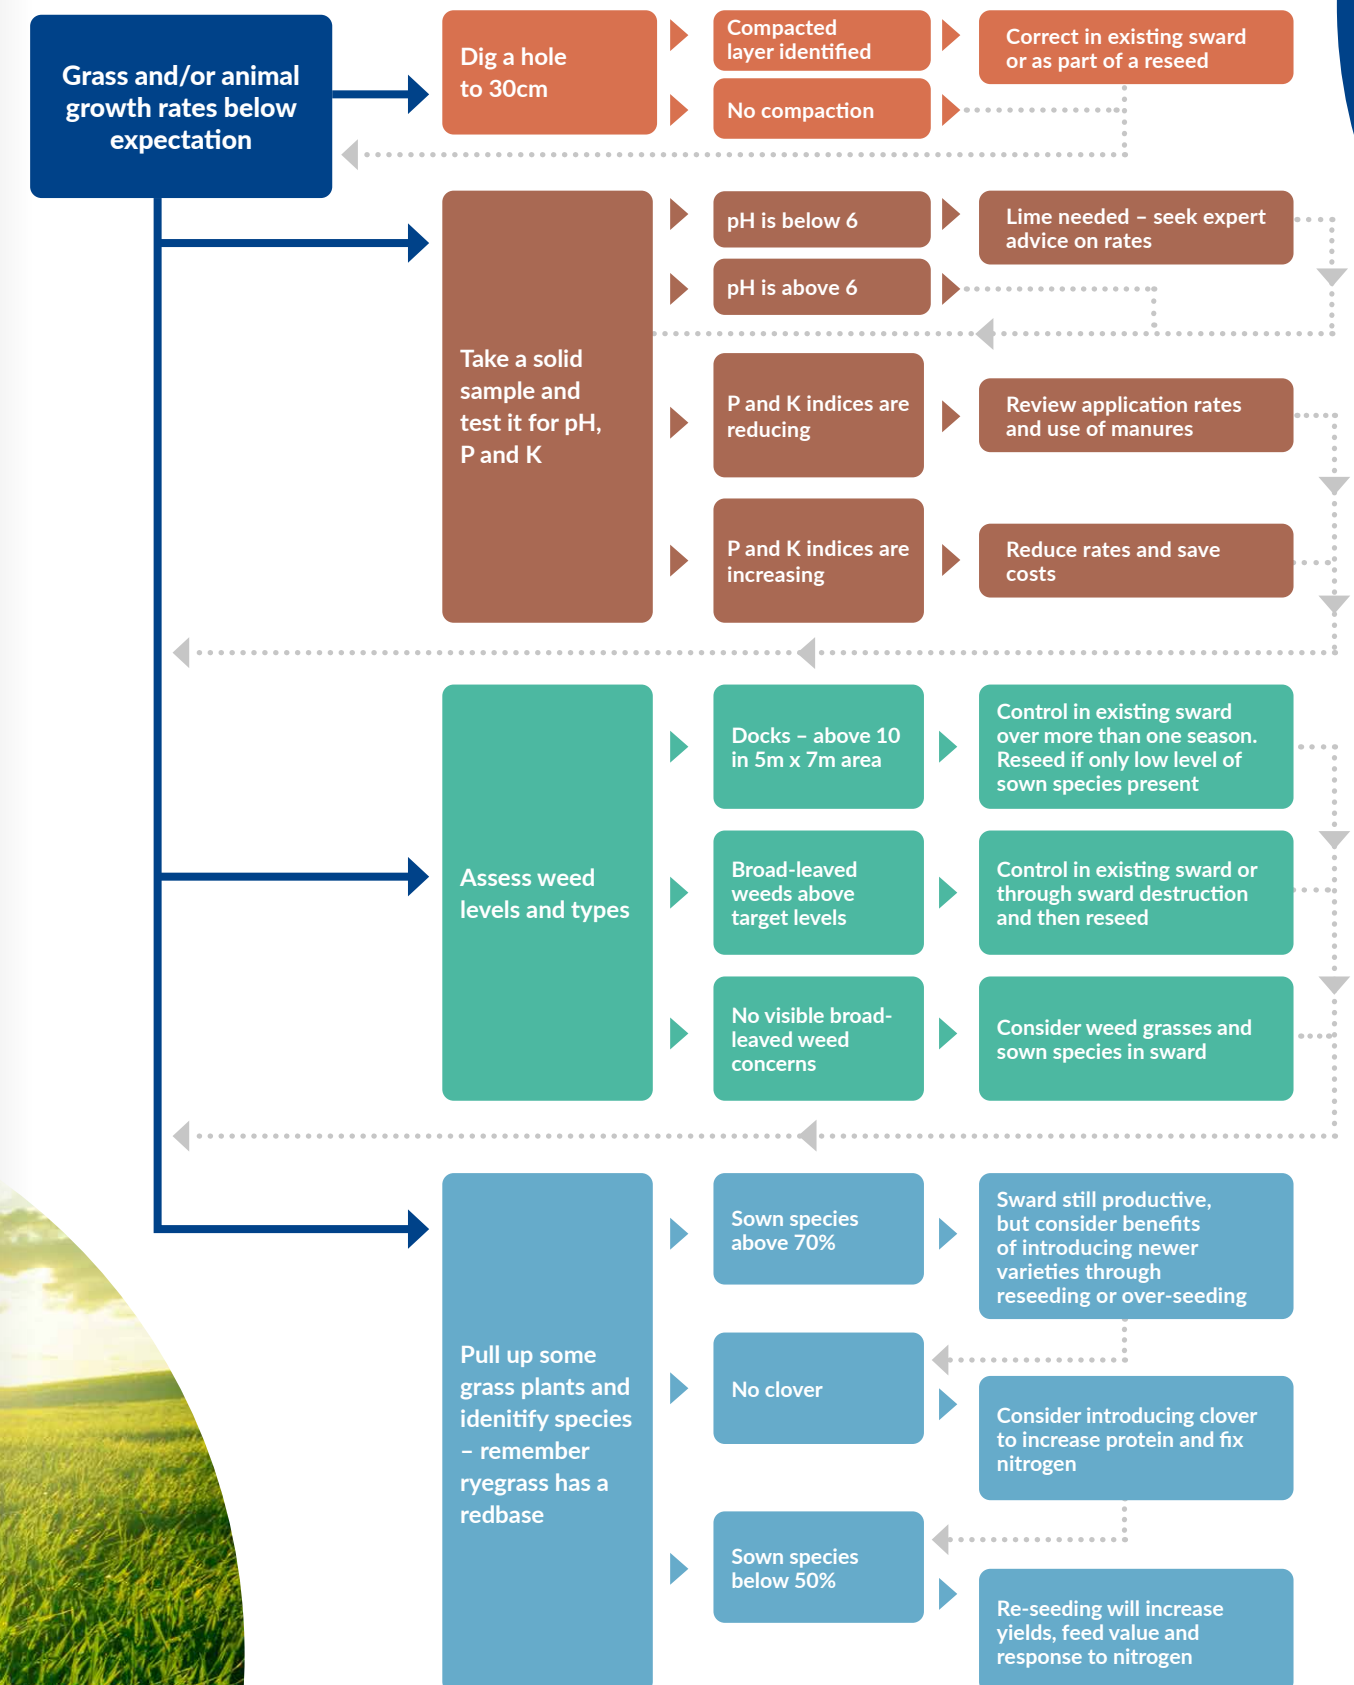 Grass and/or animal
growth rates below
expectation
Dig a hole
to 30cm
Compacted
layer identified
Correct in existing sward
or as part of a reseed
No compaction
Take a solid
sample and
test it for pH,
P and K
pH is below 6
Lime needed – seek expert
advice on rates
pH is above 6
P and K indices are
reducing
Review application rates
and use of manures
P and K indices are
increasing
Reduce rates and save
costs
Assess weed
levels and types
Docks – above 10
in 5m x 7m area
Control in existing sward
over more than one season.
Reseed if only low level of
sown species present
Broad-leaved
weeds above
target levels
Control in existing sward or
through sward destruction
and then reseed
No visible broad-
leaved weed
concerns
Consider weed grasses and
sown species in sward
Pull up some
grass plants and
idenitify species
– remember
ryegrass has a
redbase
Sown species
above 70%
Sward still productive,
but consider benefits
of introducing newer
varieties through
reseeding or over-seeding
No clover
Consider introducing clover
to increase protein and fix
nitrogen
Sown species
below 50%
Re-seeding will increase
yields, feed value and
response to nitrogen